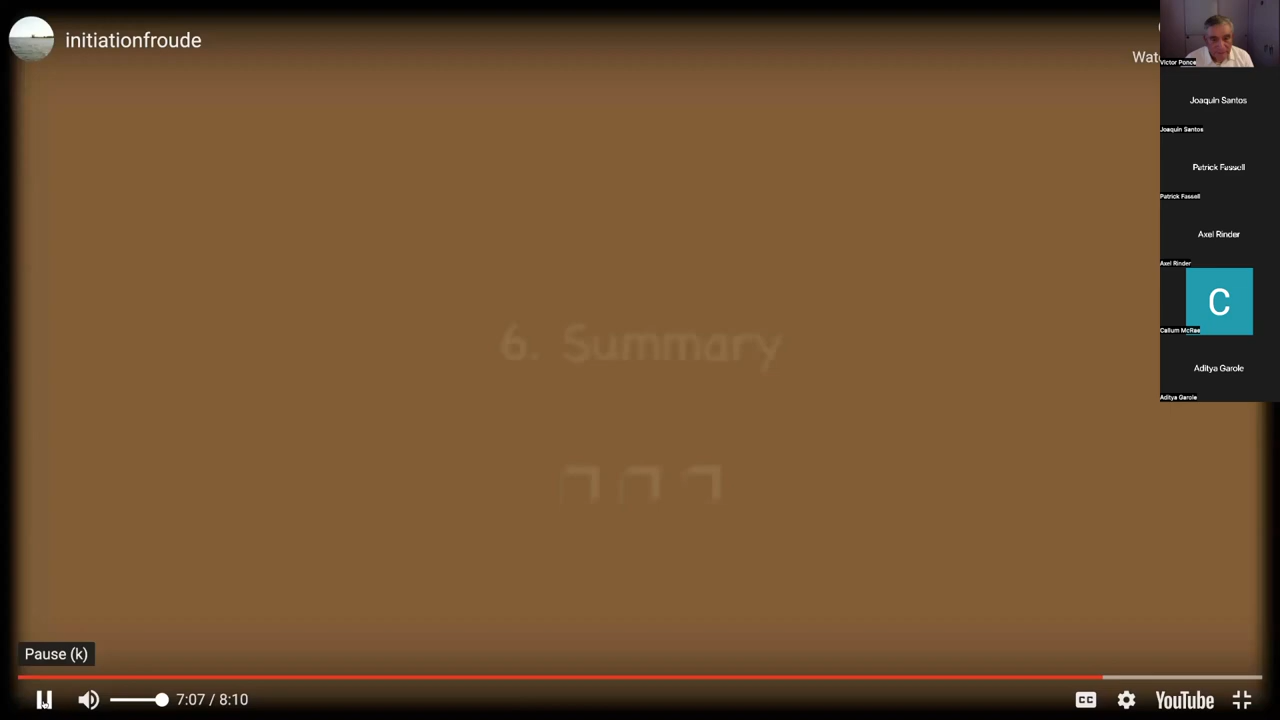 initiationfroude
Wat
Victor Ponce
Joaquin Santos
Joaquin Santos
Patrick Fassell
Patrick Fassell
Axel Rinder
Axel Rinder
C
Callum McRae
Aditya Garole
Aditya Garole
6. Summary
Pause (k)
7:07 / 8:10
CC
YouTube